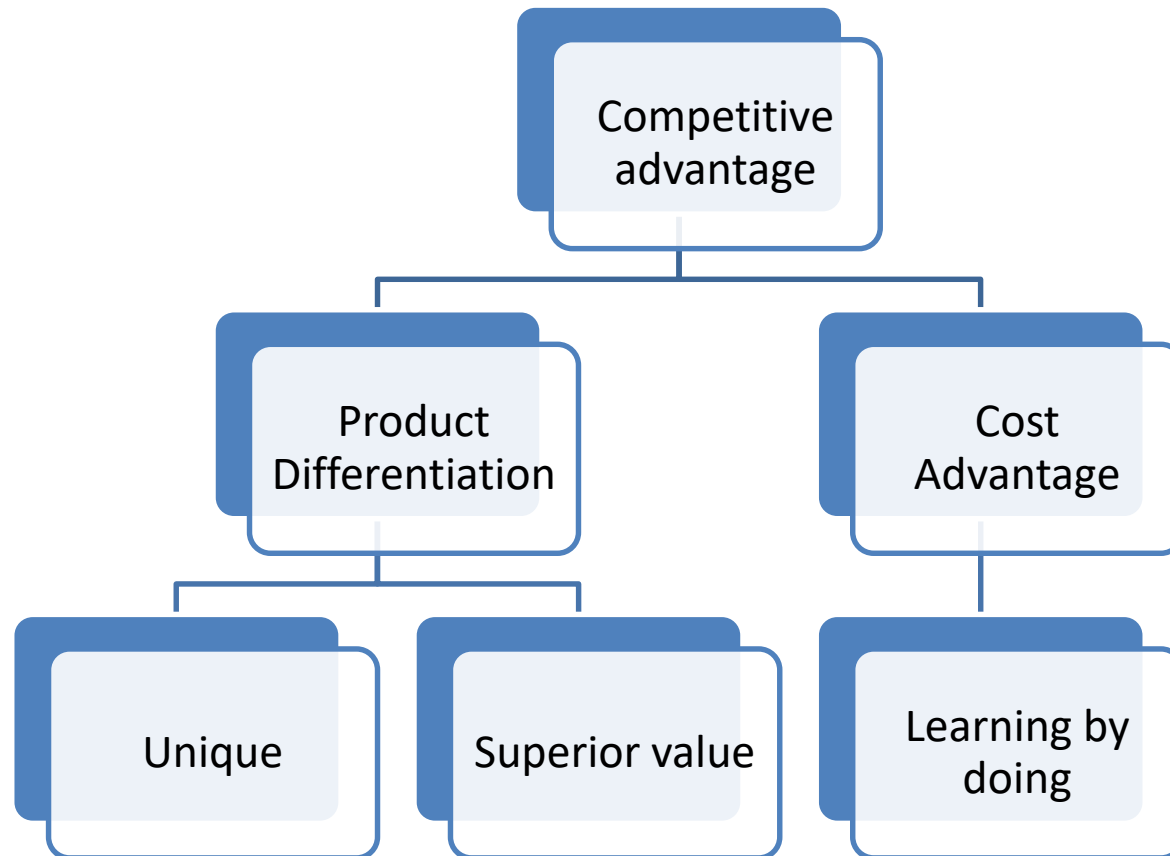 Competitive
advantage
Product
Differentiation
Cost
Advantage
Unique
Superior value
Learning by
doing